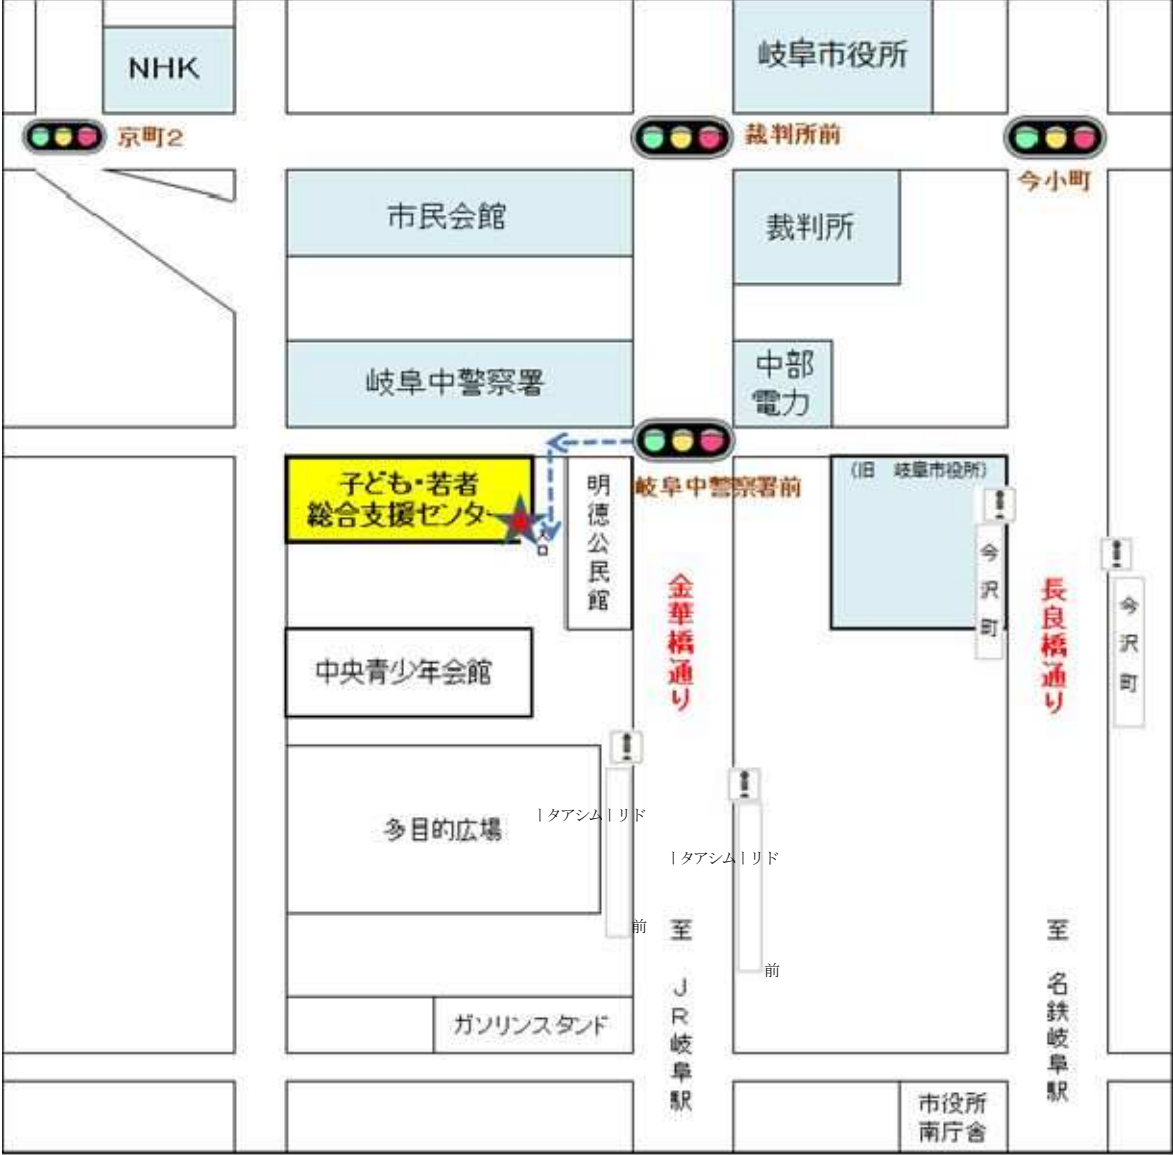 NHK
岐阜市役所
京町2
裁判所前
今小町
市民会館
裁判所
岐阜中警察署
中部
電力
岐阜中警察署前
子ども・若者
総合支援センター
入口
明徳公民館
(旧 岐阜市役所)
今沢町
今沢町
金華橋通り
長良橋通り
中央青少年会館
多目的広場
ータアシムーリド
前
ータアシムーリド
前
至 JR岐阜駅
至 名鉄岐阜駅
ガソリンスタンド
市役所
南庁舎